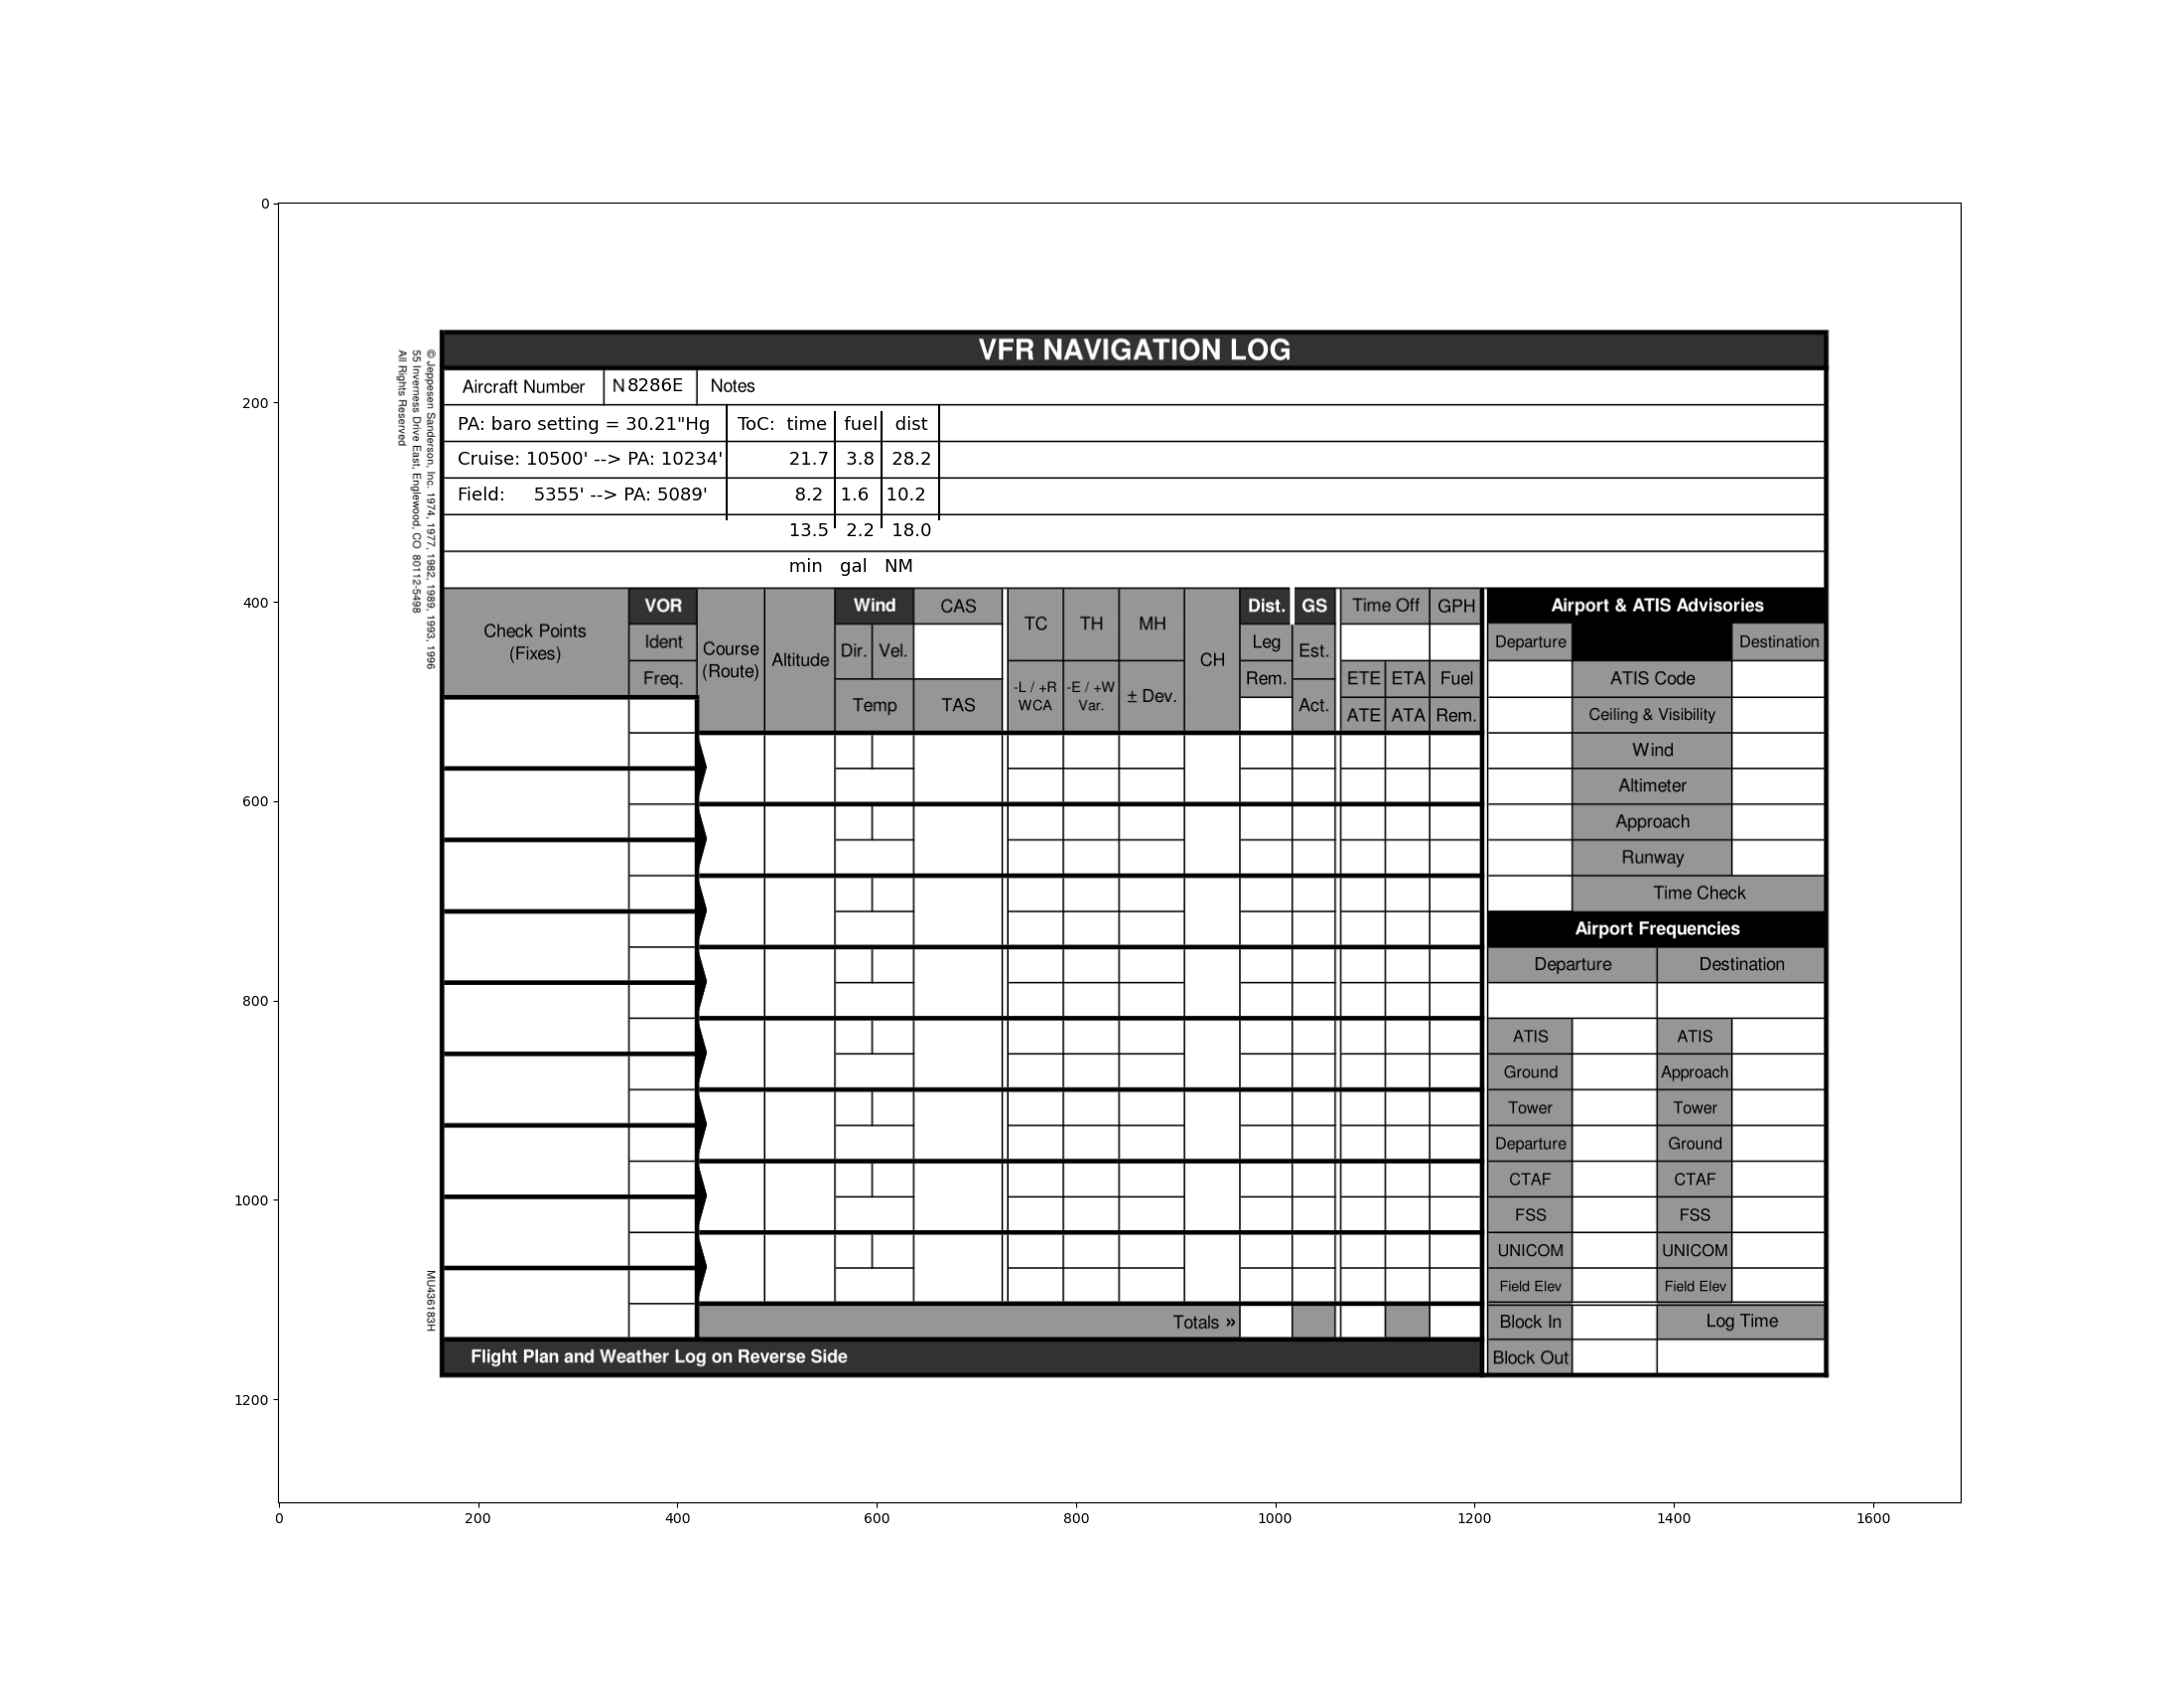 VFR NAVIGATION LOG
© Jeppesen Sanderson, Inc. 1974, 1977, 1982, 1989, 1993, 1996
55 Inverness Drive East, Englewood, CO 80112-5498
All Rights Reserved
Aircraft Number N 8286E Notes
PA: baro setting = 30.21"Hg ToC: time fuel dist
Cruise: 10500' --> PA: 10234' 21.7 3.8 28.2
Field: 5355' --> PA: 5089' 8.2 1.6 10.2
13.5 2.2 18.0
min gal NM
Check Points
(Fixes)
VOR
Ident
Freq.
Course
(Route)
Altitude
Wind
Dir. Vel.
Temp
CAS
TAS
TC
-L / +R
WCA
TH
-E / +W
Var.
MH
± Dev.
CH
Dist.
Leg
Rem.
GS
Est.
Act.
Time Off GPH
ETE ETA Fuel
ATE ATA Rem.
Airport & ATIS Advisories
Departure Destination
ATIS Code
Ceiling & Visibility
Wind
Altimeter
Approach
Runway
Time Check
Airport Frequencies
Departure Destination
ATIS ATIS
Ground Approach
Tower Tower
Departure Ground
CTAF CTAF
FSS FSS
UNICOM UNICOM
Field Elev Field Elev
Totals »
Block In Log Time
Block Out
Flight Plan and Weather Log on Reverse Side
MU436183H
0
200
400
600
800
1000
1200
0 200 400 600 800 1000 1200 1400 1600